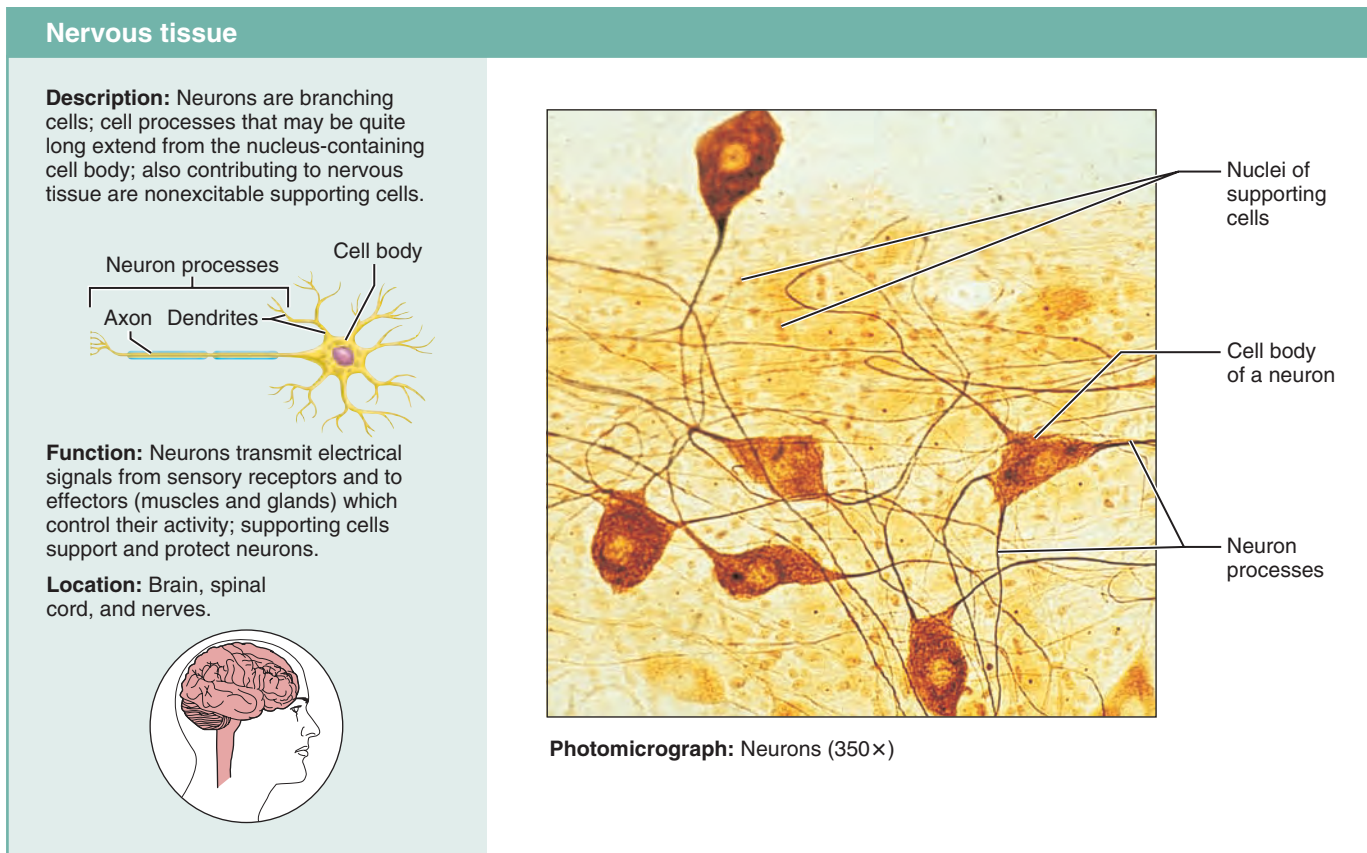 Nervous tissue
Description: Neurons are branching
cells; cell processes that may be quite
long extend from the nucleus-containing
cell body; also contributing to nervous
tissue are nonexcitable supporting cells.
Neuron processes
Cell body
Axon Dendrites
Function: Neurons transmit electrical
signals from sensory receptors and to
effectors (muscles and glands) which
control their activity; supporting cells
support and protect neurons.
Location: Brain, spinal
cord, and nerves.
Nuclei of
supporting
cells
Cell body
of a neuron
Neuron
processes
Photomicrograph: Neurons (350×)